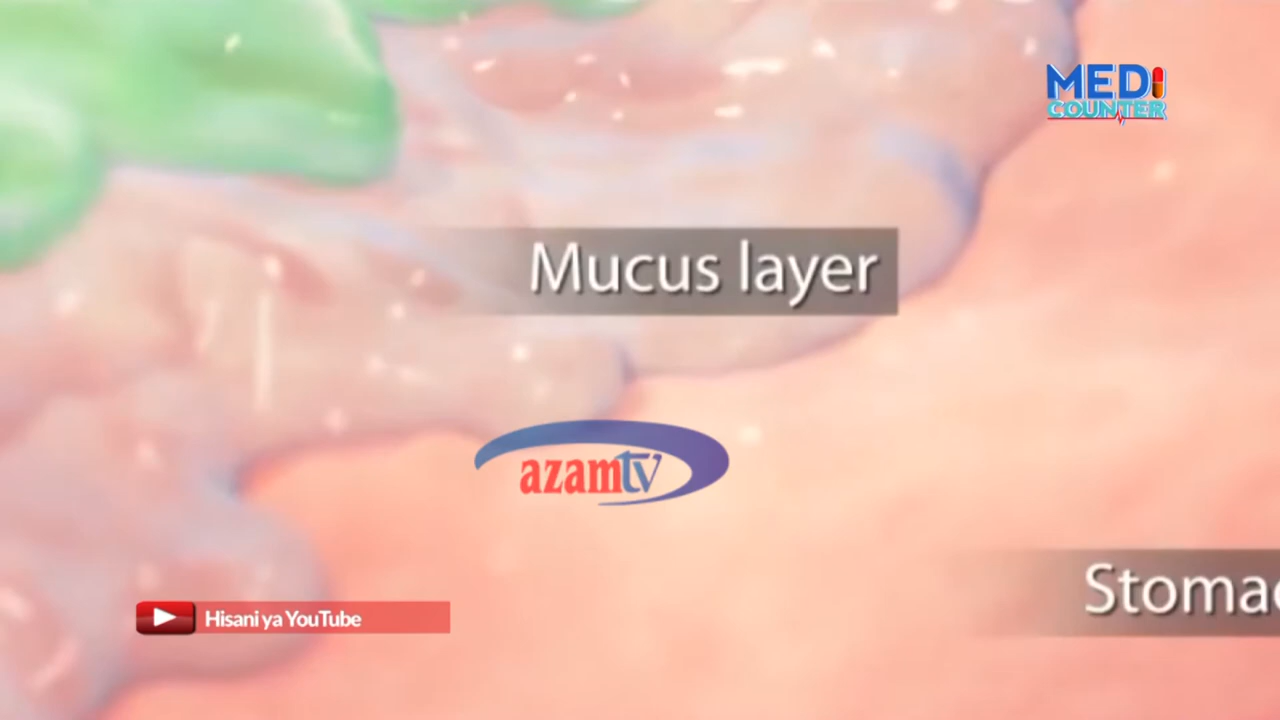 MEDI
COUNTER
Mucus layer
azamtv
Stomac
Hisani ya YouTube